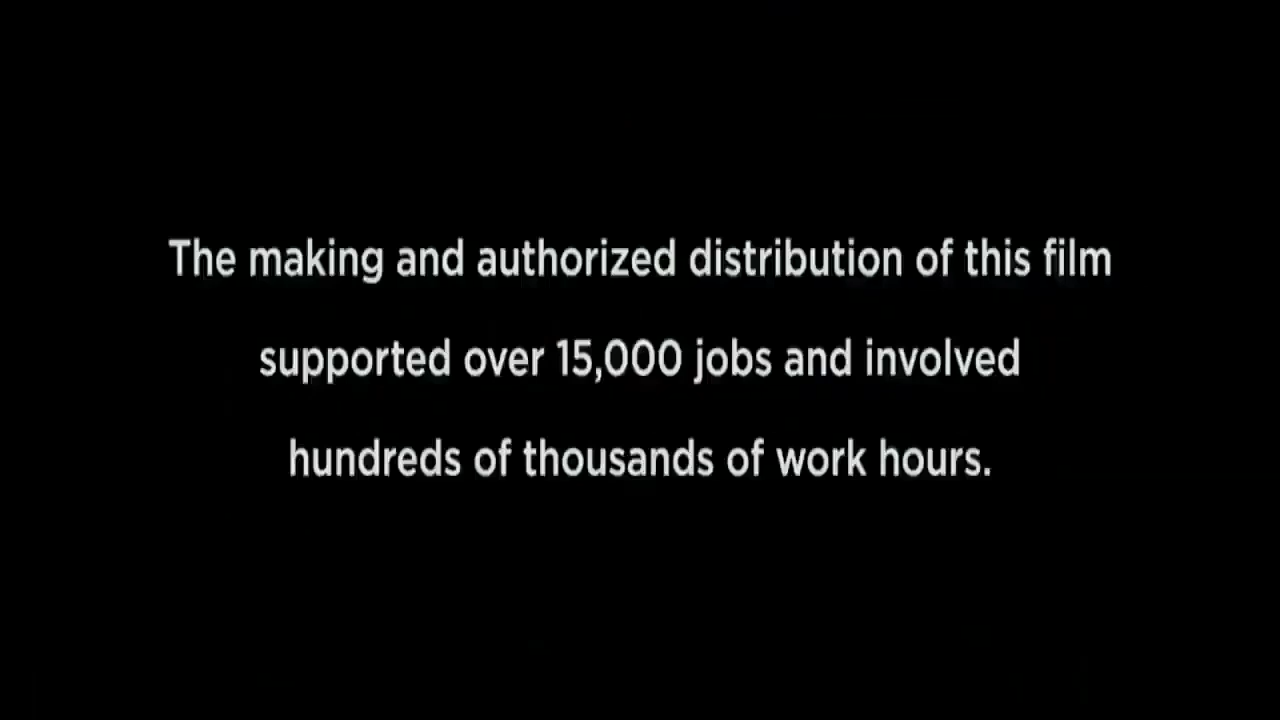 The making and authorized distribution of this film
supported over 15,000 jobs and involved
hundreds of thousands of work hours.